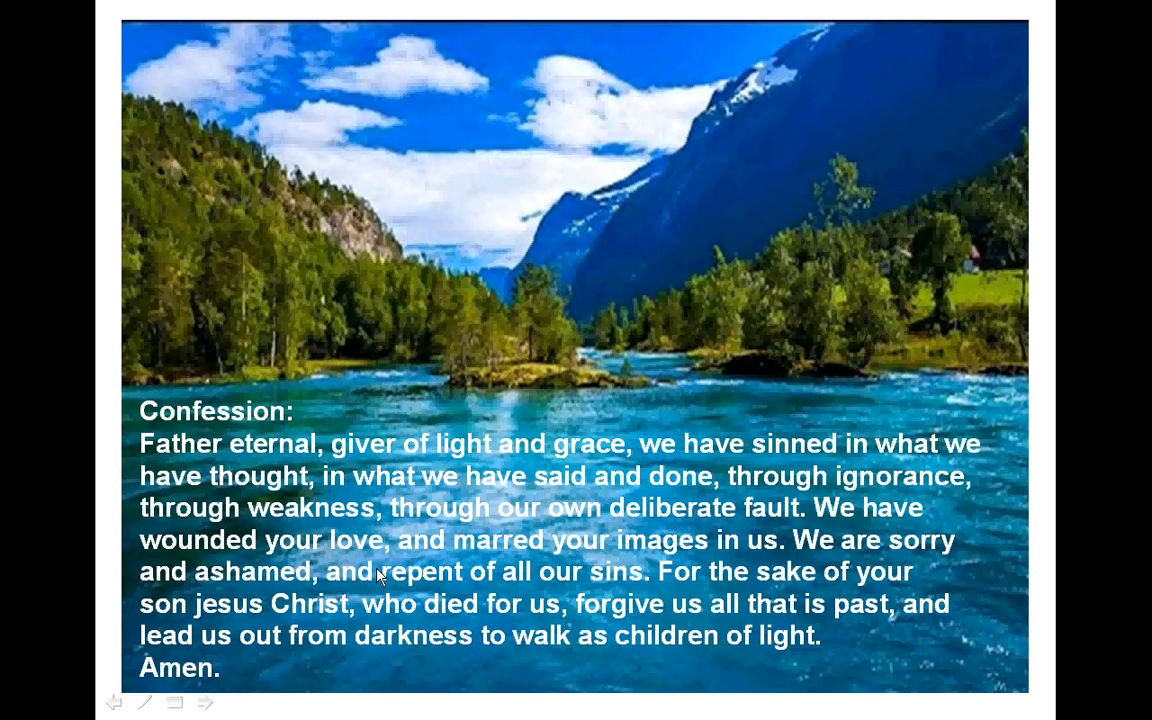 Confession:
Father eternal, giver of light and grace, we have sinned in what we
have thought, in what we have said and done, through ignorance,
through weakness, through our own deliberate fault. We have
wounded your love, and marred your images in us. We are sorry
and ashamed, and repent of all our sins. For the sake of your
son jesus Christ, who died for us, forgive us all that is past, and
lead us out from darkness to walk as children of light.
Amen.